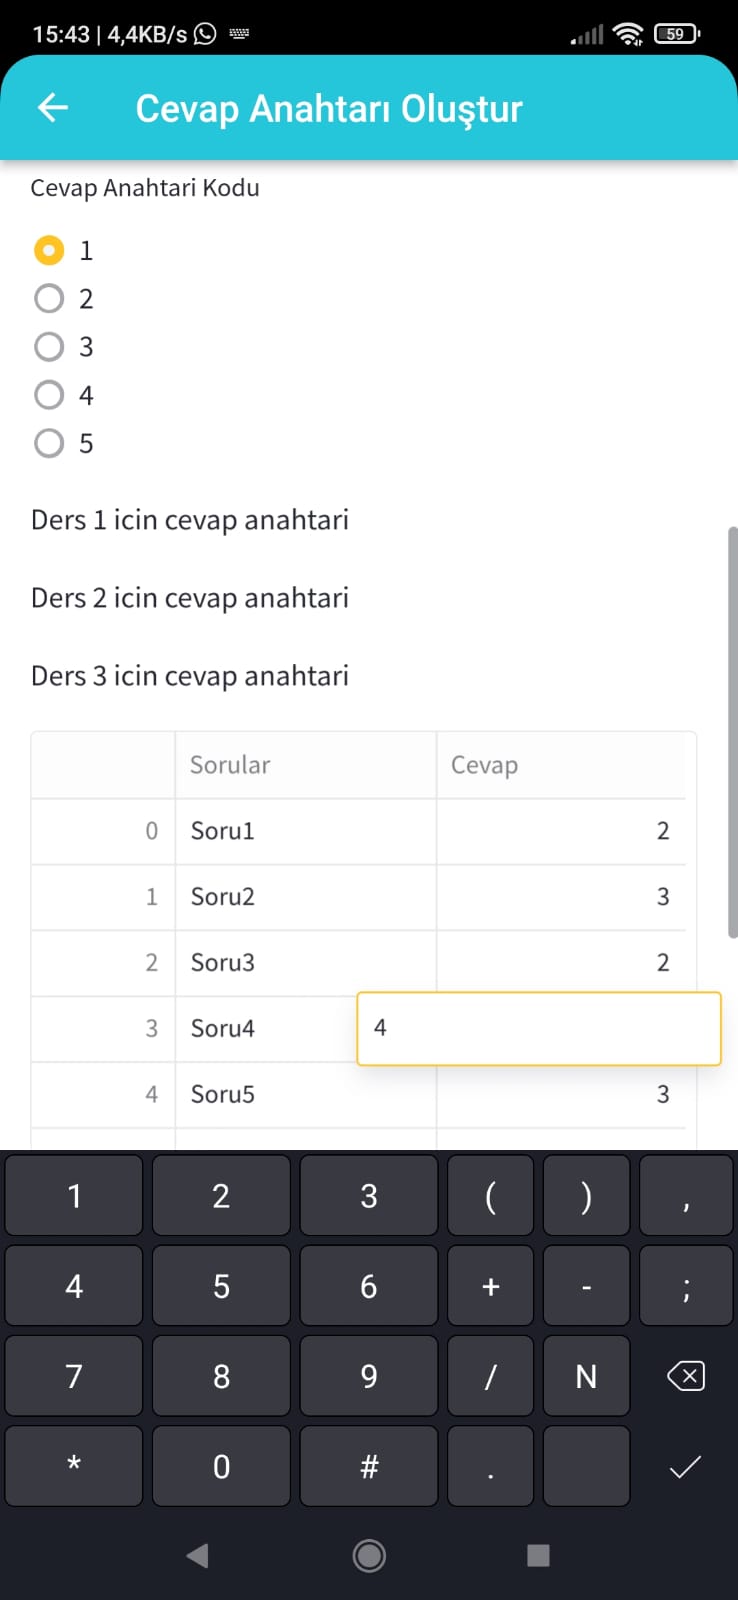 15:43 | 4,4KB/s 59
Cevap Anahtarı Oluştur
Cevap Anahtari Kodu
1
2
3
4
5
Ders 1 icin cevap anahtari
Ders 2 icin cevap anahtari
Ders 3 icin cevap anahtari
Sorular Cevap
0 Soru1 2
1 Soru2 3
2 Soru3 2
3 Soru4 4
4 Soru5 3
1 2 3 ( ) ,
4 5 6 + - ;
7 8 9 / N
* 0 # .